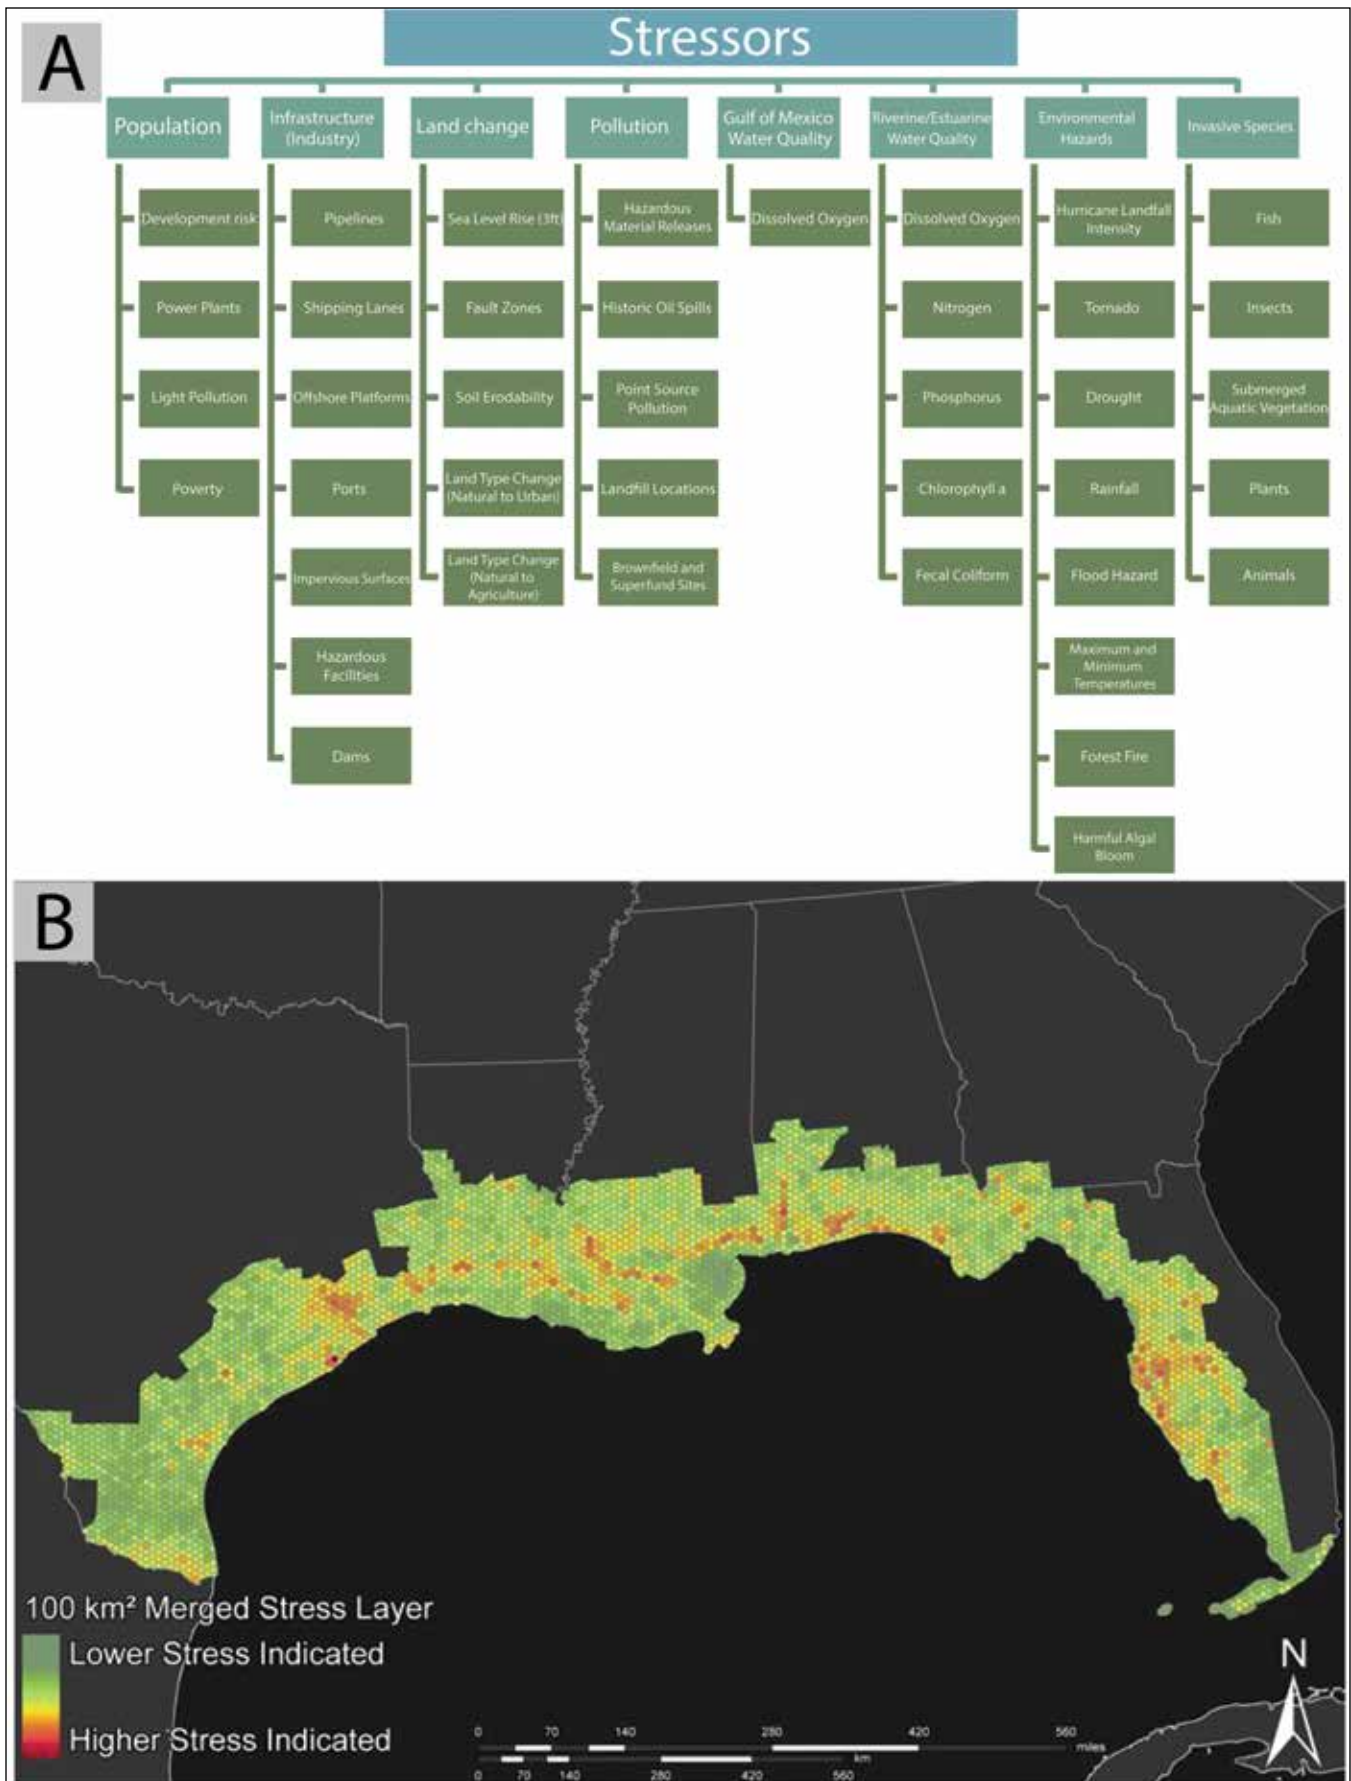 A
Stressors
Population
Infrastructure
(Industry)
Land change
Pollution
Gulf of Mexico
Water Quality
Riverine/Estuarine
Water Quality
Environmental
Hazards
Invasive Species
Development risk
Power Plants
Light Pollution
Poverty
Pipelines
Shipping Lanes
Offshore Platforms
Ports
Impervious Surfaces
Hazardous
Facilities
Dams
Sea Level Rise (3ft)
Fault Zones
Soil Erodability
Land Type Change
(Natural to Urban)
Land Type Change
(Natural to
Agriculture)
Hazardous
Material Releases
Historic Oil Spills
Point Source
Pollution
Landfill Locations
Brownfield and
Superfund Sites
Dissolved Oxygen
Dissolved Oxygen
Nitrogen
Phosphorus
Chlorophyll a
Fecal Coliform
Hurricane Landfall
Intensity
Tornado
Drought
Rainfall
Flood Hazard
Maximum and
Minimum
Temperatures
Forest Fire
Harmful Algal
Bloom
Fish
Insects
Submerged
Aquatic Vegetation
Plants
Animals
B
100 km² Merged Stress Layer
Lower Stress Indicated
Higher Stress Indicated
0 70 140 280 420 560
miles
km
0 70 140 280 420 560
N